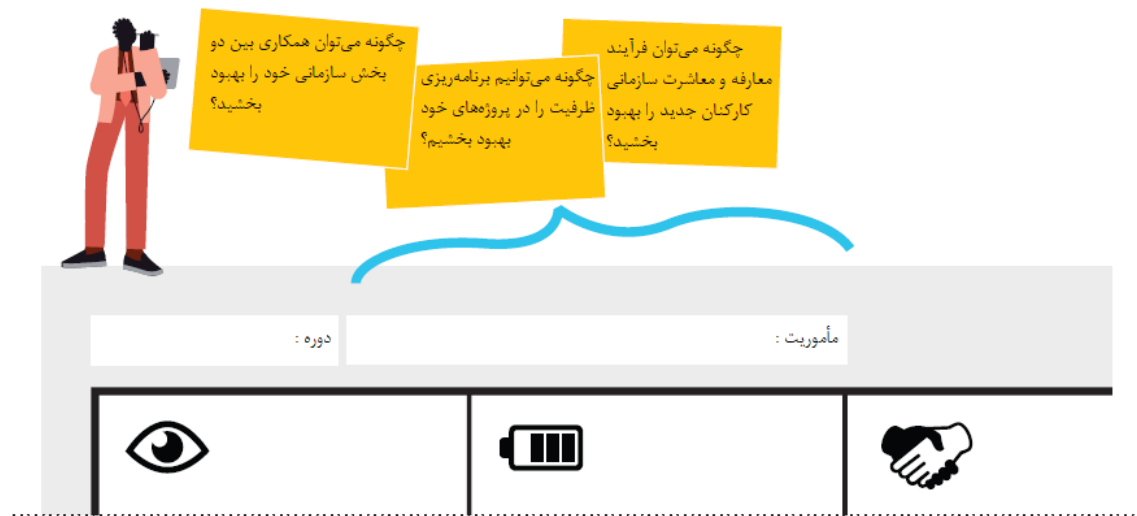 چگونه می‌توان فرآیند
معارفه و معاشرت سازمانی
کارکنان جدید را بهبود
بخشید؟
چگونه می‌توانیم برنامه‌ریزی
ظرفیت را در پروژه‌های خود
بهبود بخشیم؟
چگونه می‌توان همکاری بین دو
بخش سازمانی خود را بهبود
بخشید؟
مأموریت :
دوره :